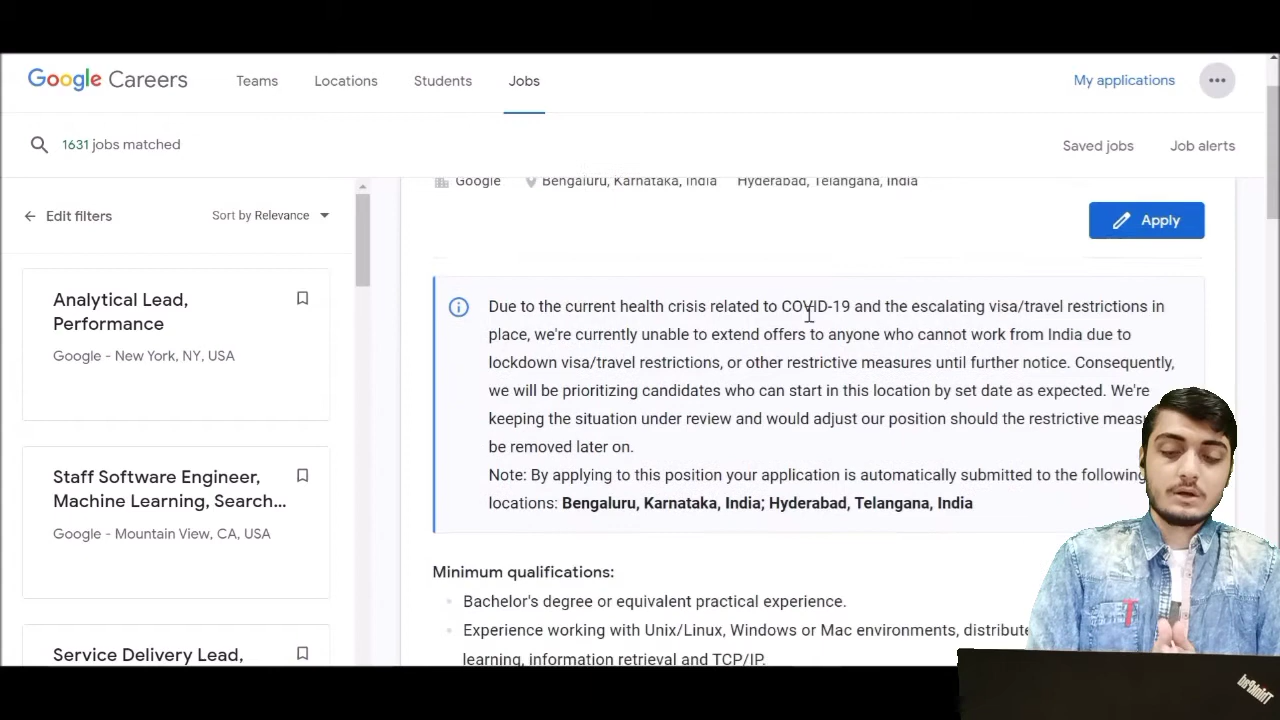 Google Careers Teams Locations Students Jobs My applications
1631 jobs matched Saved jobs Job alerts
Edit filters Sort by Relevance
Analytical Lead,
Performance
Google - New York, NY, USA
Staff Software Engineer,
Machine Learning, Search...
Google - Mountain View, CA, USA
Service Delivery Lead,
Google Bengaluru, Karnataka, India Hyderabad, Telangana, India
Apply
Due to the current health crisis related to COVID-19 and the escalating visa/travel restrictions in
place, we're currently unable to extend offers to anyone who cannot work from India due to
lockdown visa/travel restrictions, or other restrictive measures until further notice. Consequently,
we will be prioritizing candidates who can start in this location by set date as expected. We're
keeping the situation under review and would adjust our position should the restrictive
be removed later on.
Note: By applying to this position your application is automatically submitted to the following
locations: Bengaluru, Karnataka, India; Hyderabad, Telangana, India
Minimum qualifications:
Bachelor's degree or equivalent practical experience.
Experience working with Unix/Linux, Windows or Mac environments,
learning, information retrieval and TCP/IP.
ThinkPad